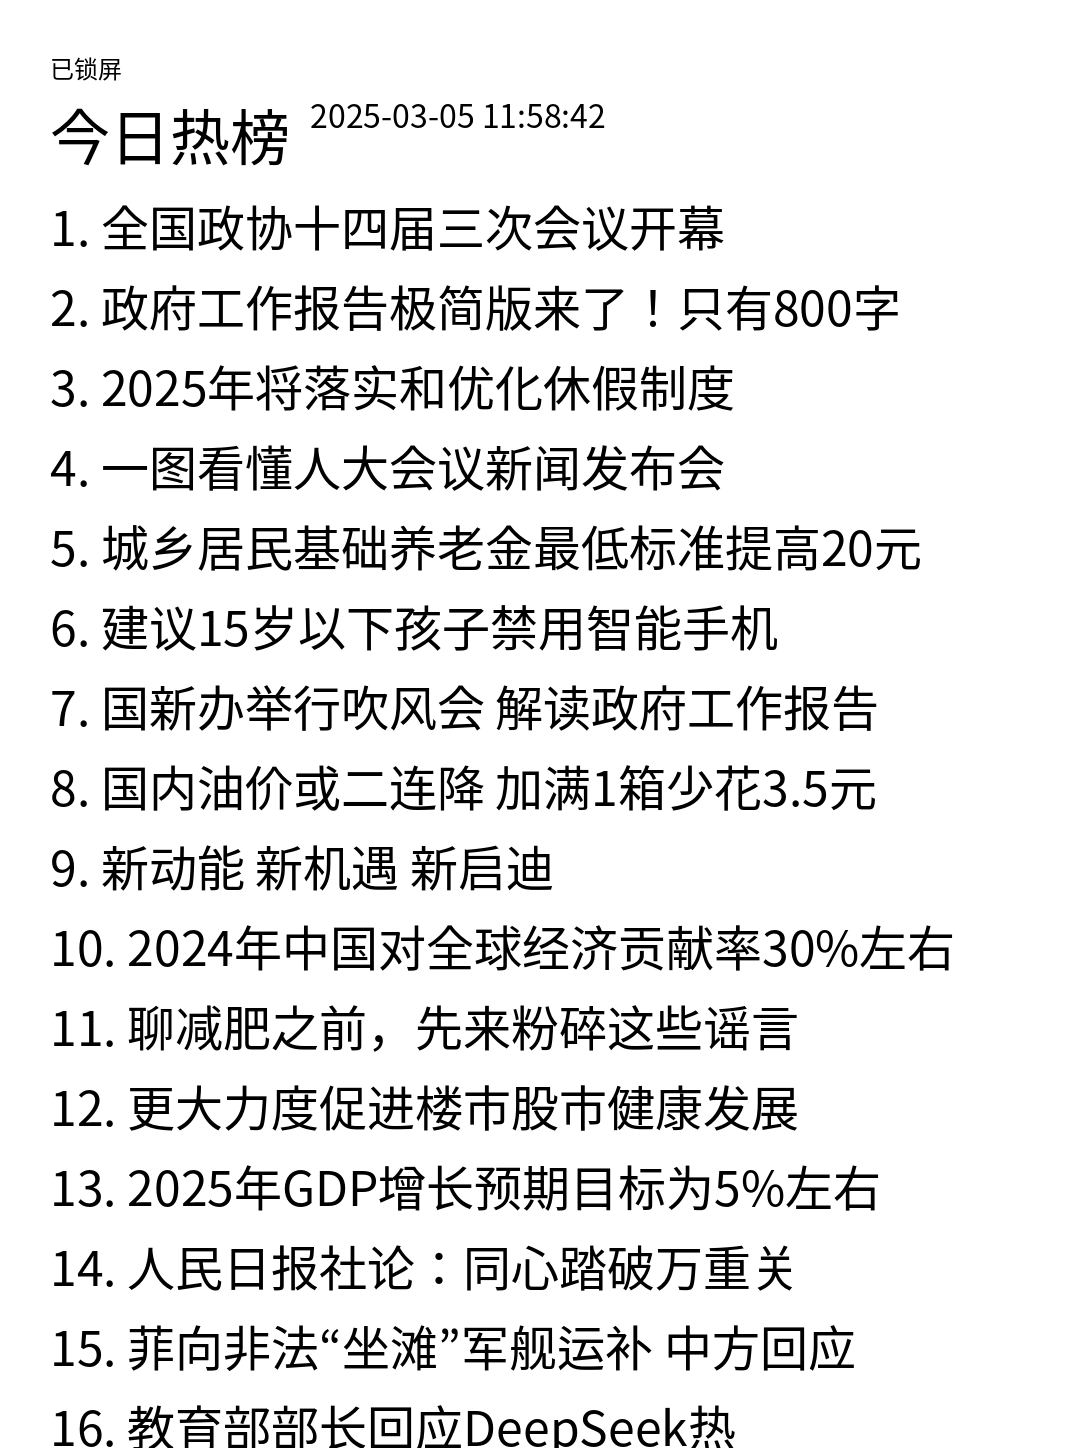 已锁屏
今日热榜 2025-03-05 11:58:42
1. 全国政协十四届三次会议开幕
2. 政府工作报告极简版来了！只有800字
3. 2025年将落实和优化休假制度
4. 一图看懂人大会议新闻发布会
5. 城乡居民基础养老金最低标准提高20元
6. 建议15岁以下孩子禁用智能手机
7. 国新办举行吹风会 解读政府工作报告
8. 国内油价或二连降 加满1箱少花3.5元
9. 新动能 新机遇 新启迪
10. 2024年中国对全球经济贡献率30%左右
11. 聊减肥之前，先来粉碎这些谣言
12. 更大力度促进楼市股市健康发展
13. 2025年GDP增长预期目标为5%左右
14. 人民日报社论：同心踏破万重关
15. 菲向非法“坐滩”军舰运补 中方回应
16. 教育部部长回应DeepSeek热